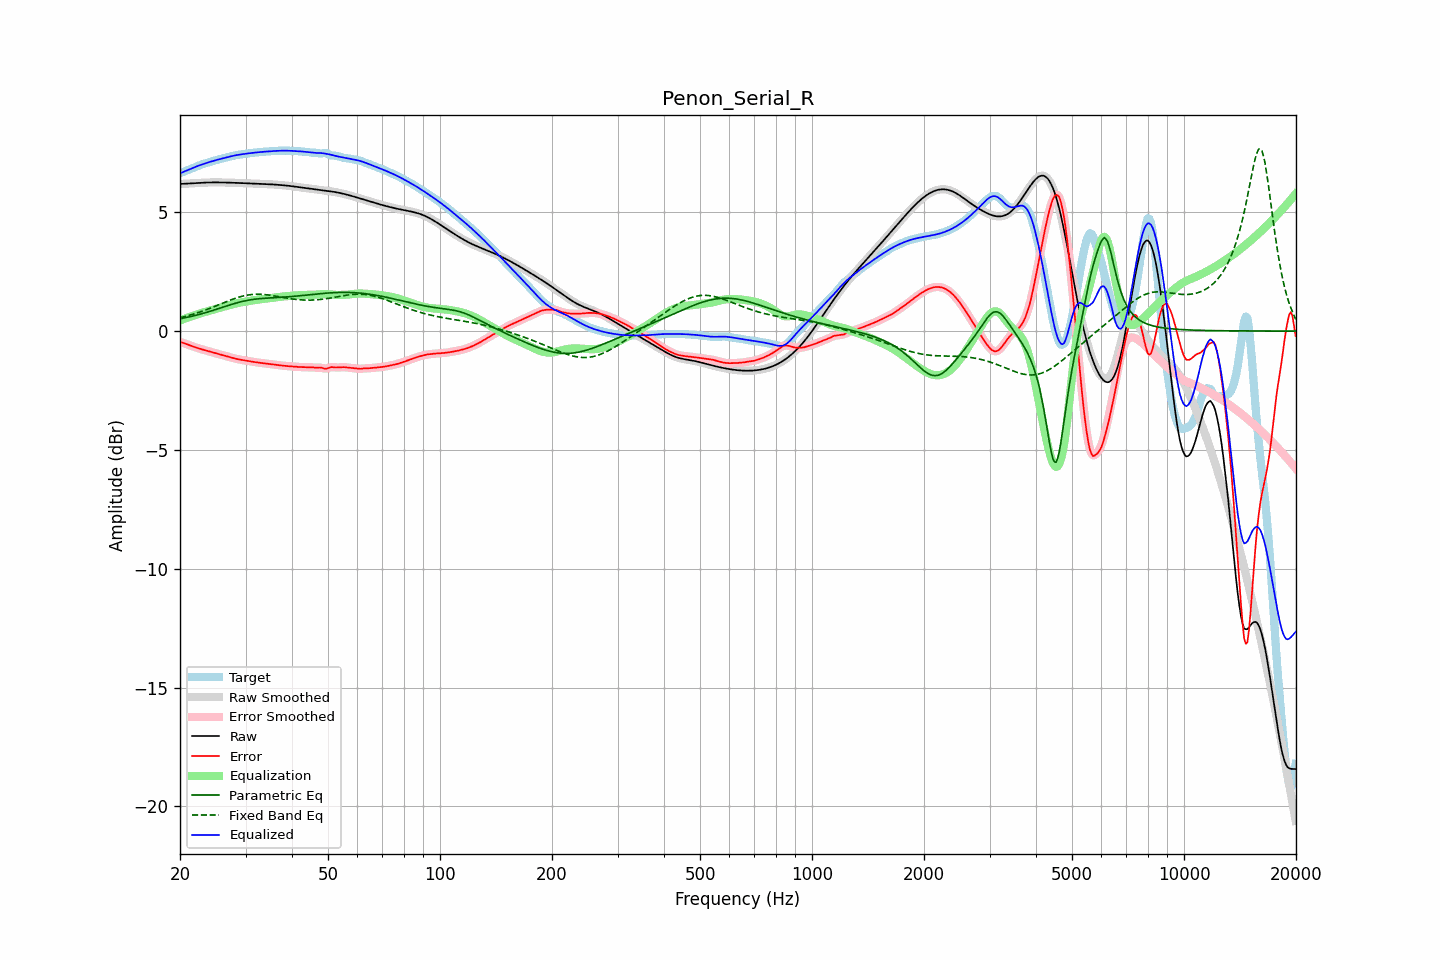 Penon_Serial_R
Amplitude (dBr)
5
0
−5
−10
−15
−20
Target
Raw Smoothed
Error Smoothed
Raw
Error
Equalization
Parametric Eq
Fixed Band Eq
Equalized
20 50 100 200 500 1000 2000 5000 10000 20000
Frequency (Hz)